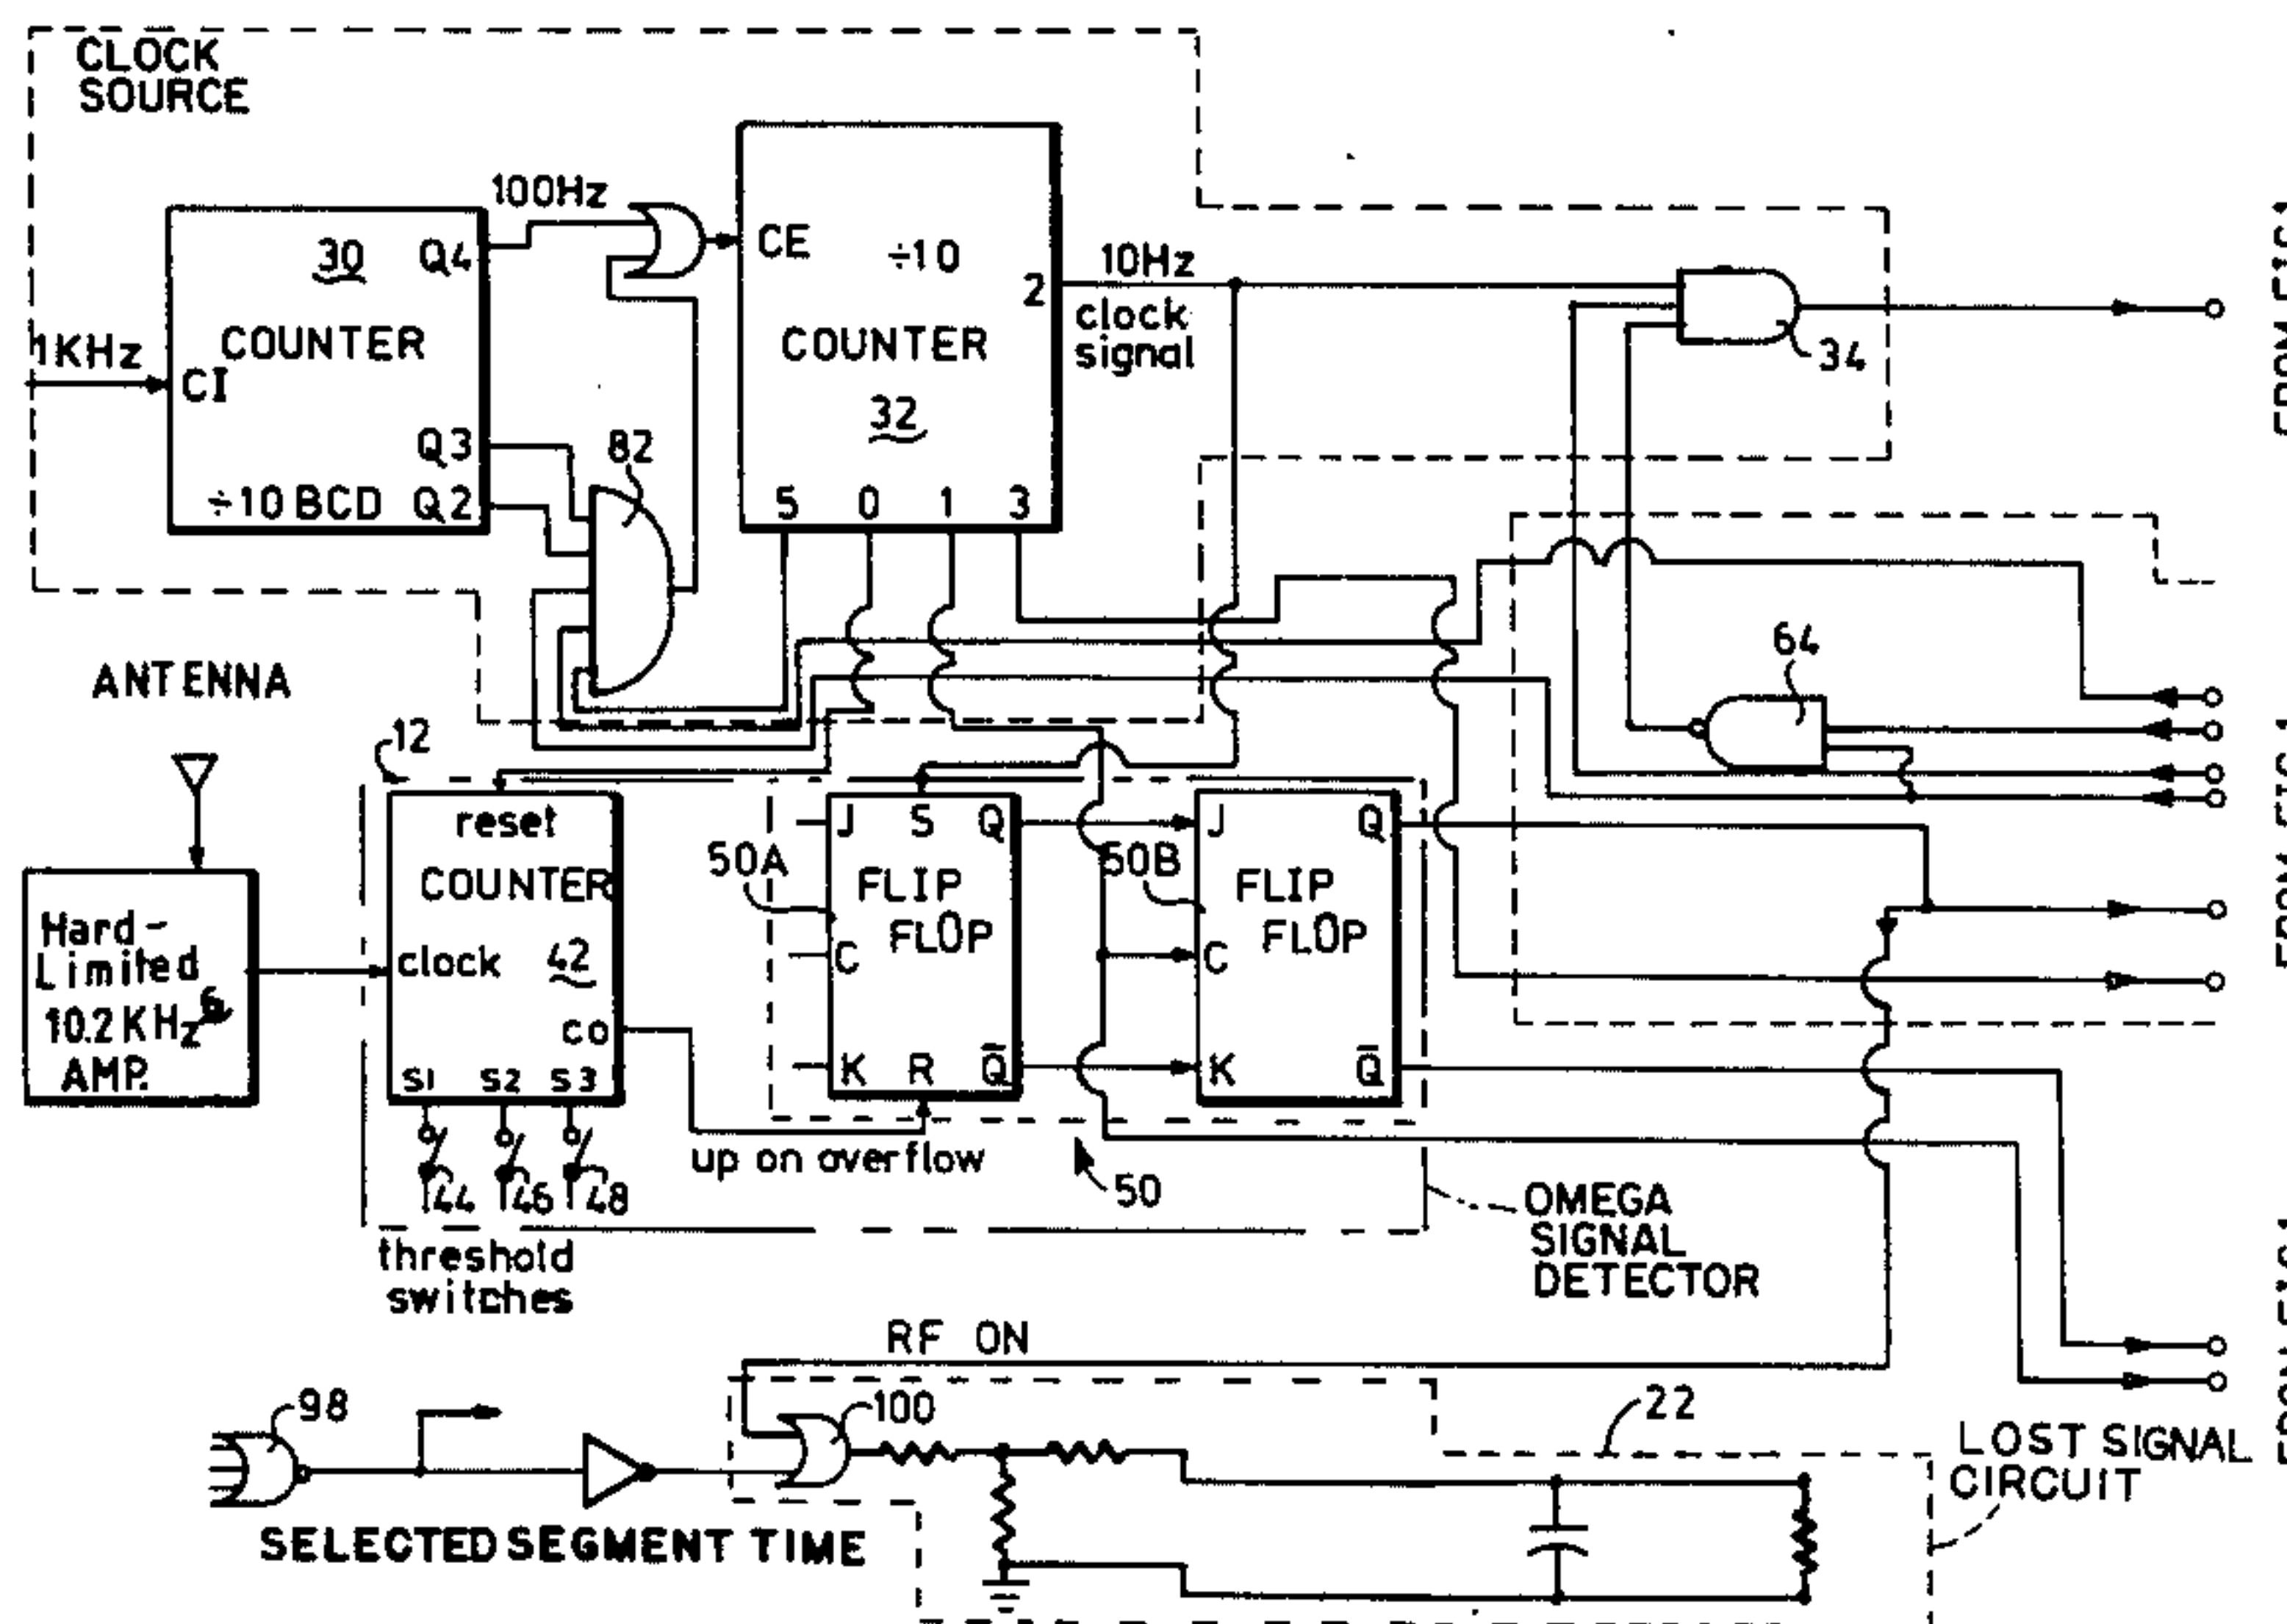 CLOCK
SOURCE
100Hz
30
Q4
COUNTER
1KHz
CI
Q3
÷10 BCD
Q2
82
CE
÷10
2
COUNTER
32
5 0 1 3
10Hz
clock
signal
34
64
ANTENNA
12
Hard-
Limited
10.2 KHz
6
AMP.
reset
COUNTER
clock
42
CO
S1 S2 S3
44 46 48
threshold
switches
50A
J S Q
FLIP
FLOP
C
K R Q̅
up on overflow
50B
J Q
FLIP
FLOP
C
K Q̅
50
OMEGA
SIGNAL
DETECTOR
RF ON
98
100
22
LOST SIGNAL
CIRCUIT
SELECTED SEGMENT TIME